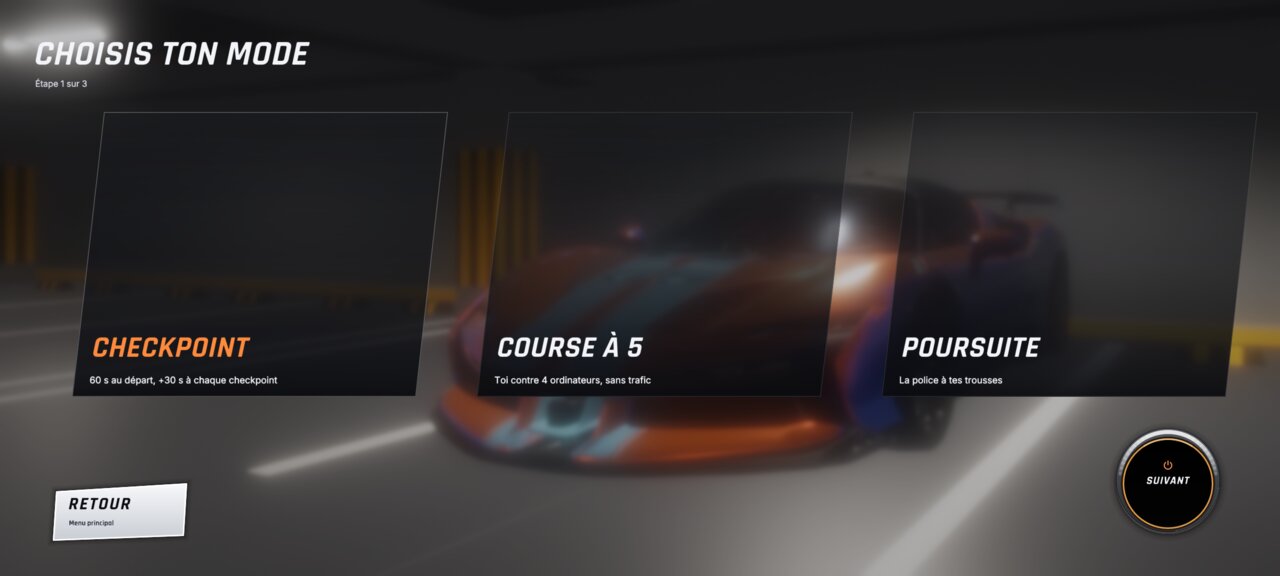 CHOISIS TON MODE
Étape 1 sur 3
CHECKPOINT
60 s au départ, +30 s à chaque checkpoint
COURSE À 5
Toi contre 4 ordinateurs, sans trafic
POURSUITE
La police à tes trousses
RETOUR
Menu principal
SUIVANT